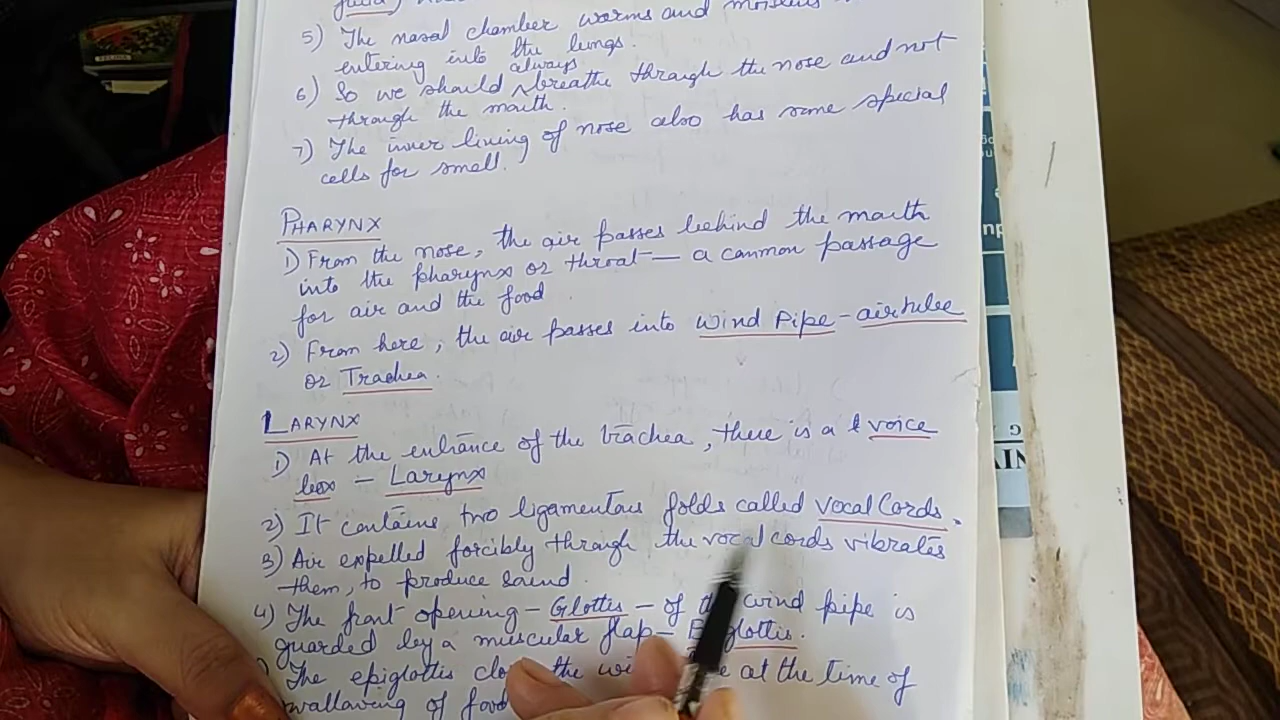 5) The nasal chamber warms and moistens
entering into the lungs.
6) So we should always breathe through the nose and not
through the mouth.
7) The inner lining of nose also has some special
cells for smell.
PHARYNX
1) From the nose, the air passes behind the mouth
into the pharynx or throat — a common passage
for air and the food
2) From here, the air passes into Wind Pipe - airtube
or Trachea.
LARYNX
1) At the entrance of the trachea, there is a voice
box - Larynx
2) It contains two ligamentous folds called Vocal Cords.
3) Air expelled forcibly through the vocal cords vibrates
them, to produce sound.
4) The front opening - Glottis - of the wind pipe is
guarded by a muscular flap - Epiglottis.
The epiglottis the at the time of
swallowing of food
FELINA